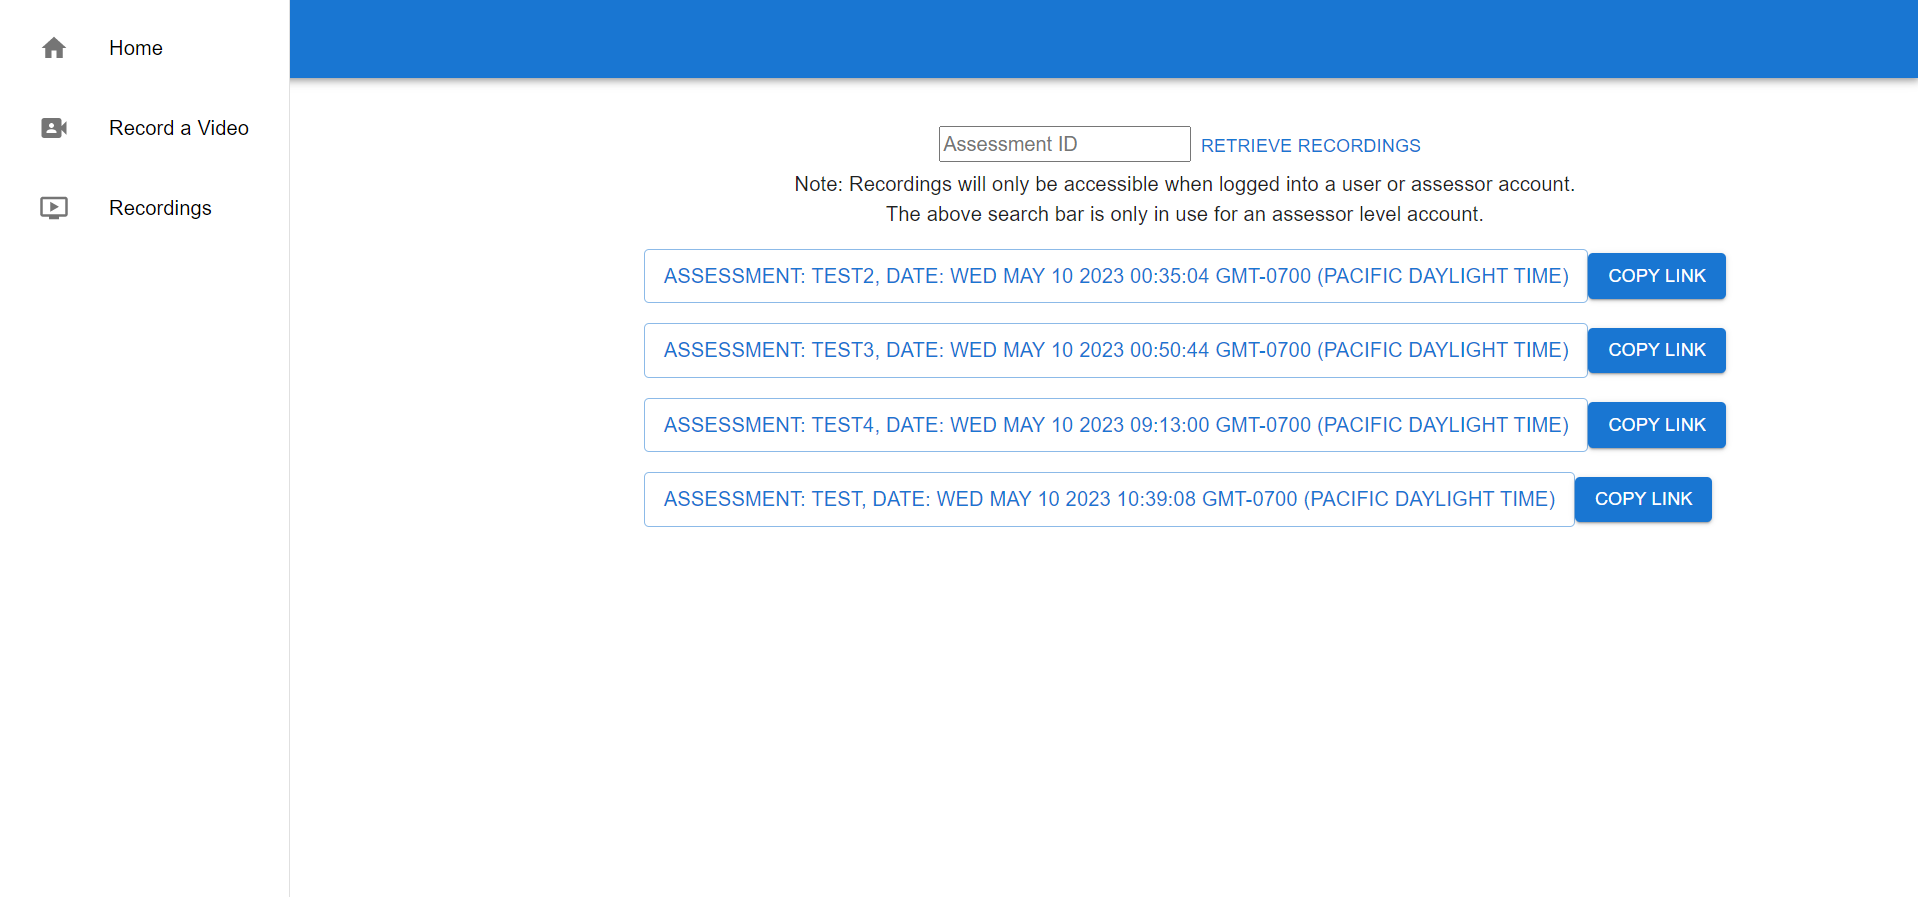 Home
Record a Video
Recordings
Assessment ID RETRIEVE RECORDINGS
Note: Recordings will only be accessible when logged into a user or assessor account.
The above search bar is only in use for an assessor level account.
ASSESSMENT: TEST2, DATE: WED MAY 10 2023 00:35:04 GMT-0700 (PACIFIC DAYLIGHT TIME) COPY LINK
ASSESSMENT: TEST3, DATE: WED MAY 10 2023 00:50:44 GMT-0700 (PACIFIC DAYLIGHT TIME) COPY LINK
ASSESSMENT: TEST4, DATE: WED MAY 10 2023 09:13:00 GMT-0700 (PACIFIC DAYLIGHT TIME) COPY LINK
ASSESSMENT: TEST, DATE: WED MAY 10 2023 10:39:08 GMT-0700 (PACIFIC DAYLIGHT TIME) COPY LINK